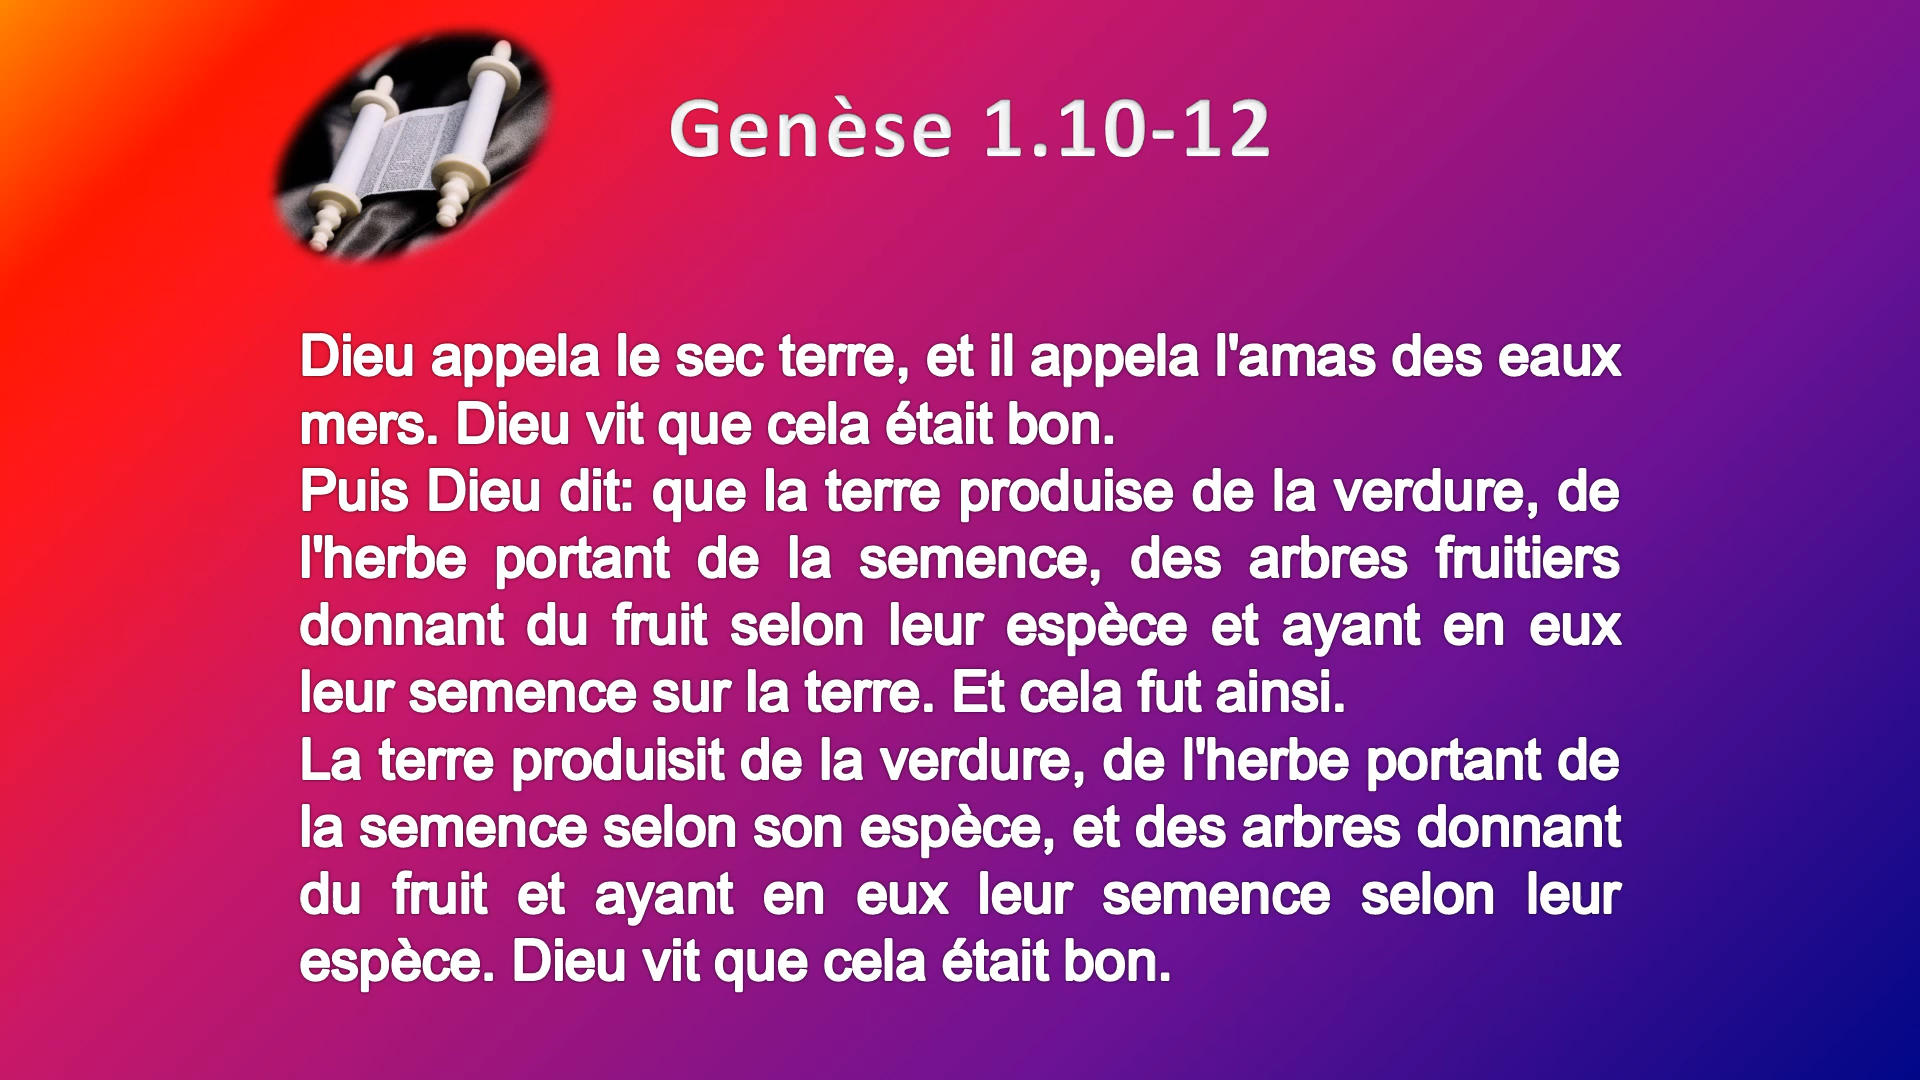 Genèse 1.10-12
Dieu appela le sec terre, et il appela l'amas des eaux
mers. Dieu vit que cela était bon.
Puis Dieu dit: que la terre produise de la verdure, de
l'herbe portant de la semence, des arbres fruitiers
donnant du fruit selon leur espèce et ayant en eux
leur semence sur la terre. Et cela fut ainsi.
La terre produisit de la verdure, de l'herbe portant de
la semence selon son espèce, et des arbres donnant
du fruit et ayant en eux leur semence selon leur
espèce. Dieu vit que cela était bon.